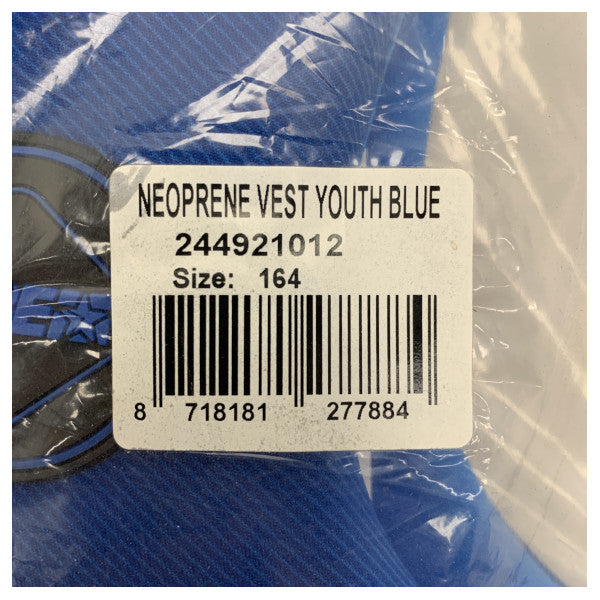 NEOPRENE VEST YOUTH BLUE
244921012
Size: 164
8 718181 277884